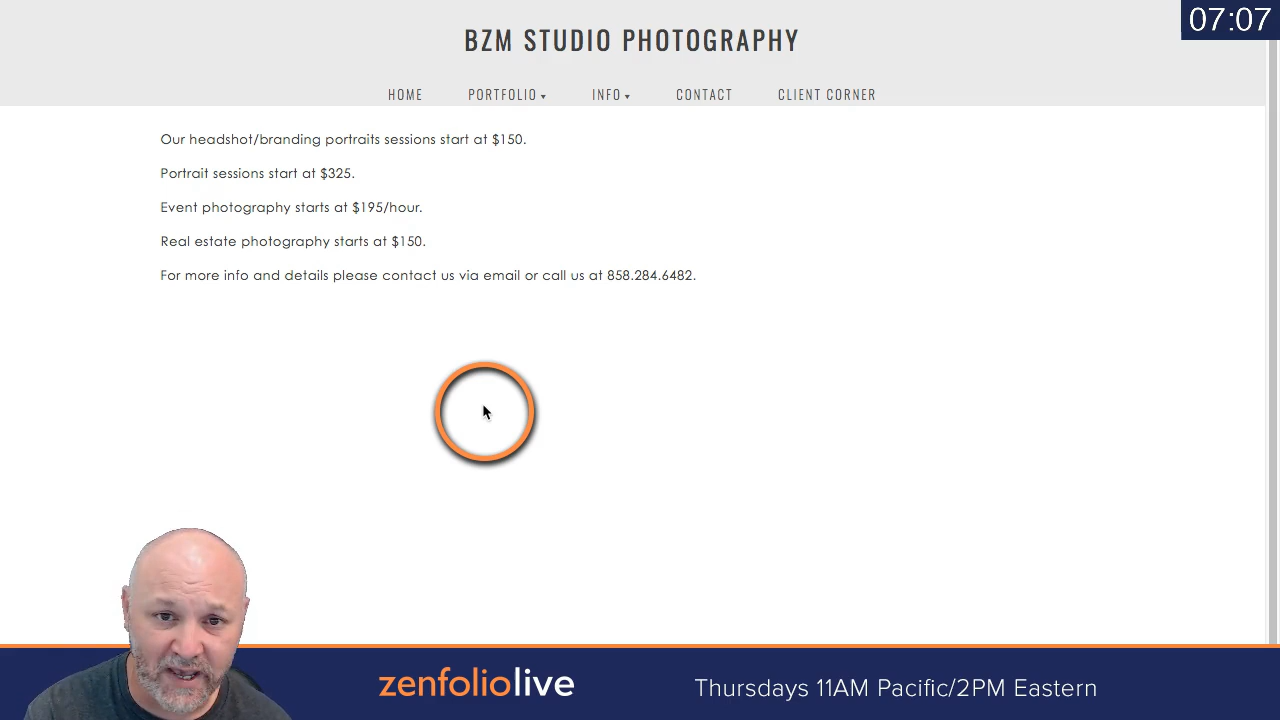 07:07
BZM STUDIO PHOTOGRAPHY
HOME PORTFOLIO INFO CONTACT CLIENT CORNER
Our headshot/branding portraits sessions start at $150.
Portrait sessions start at $325.
Event photography starts at $195/hour.
Real estate photography starts at $150.
For more info and details please contact us via email or call us at 858.284.6482.
zenfoliolive
Thursdays 11AM Pacific/2PM Eastern